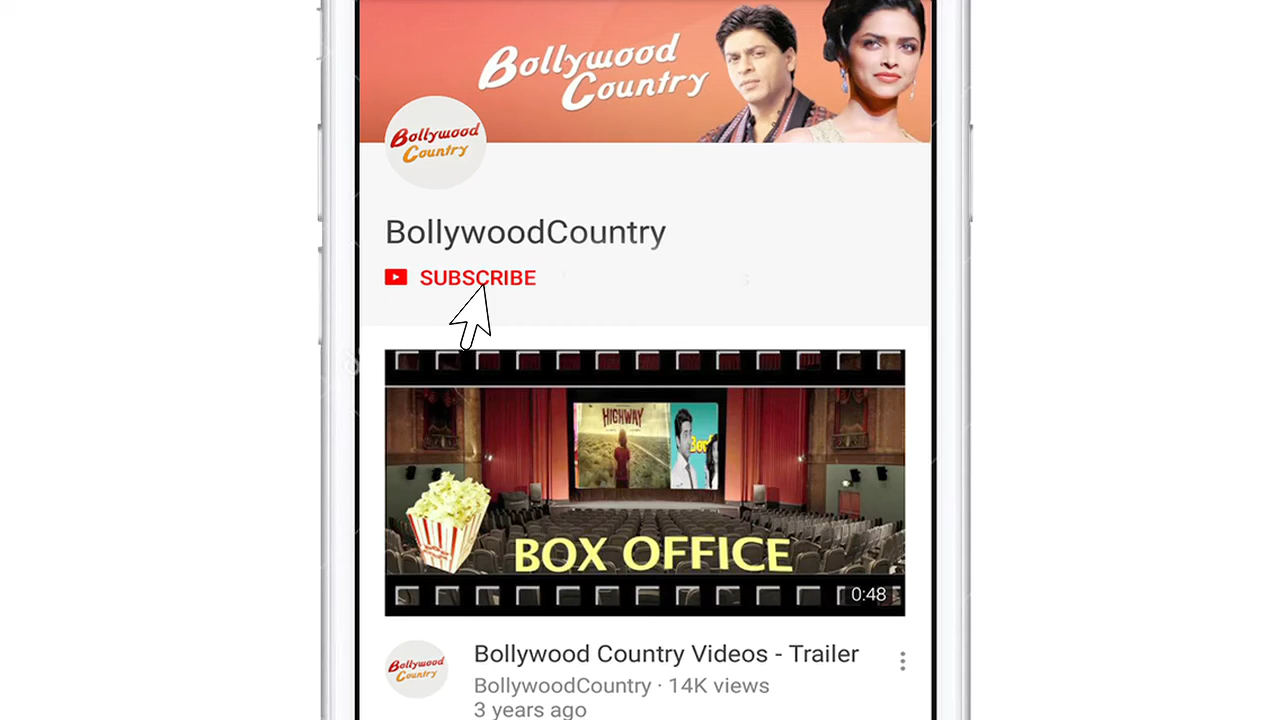 Bollywood
Country
Bollywood
Country
BollywoodCountry
SUBSCRIBE
HIGHWAY
BOX OFFICE
0:48
Bollywood
Country
Bollywood Country Videos - Trailer
BollywoodCountry · 14K views
3 years ago